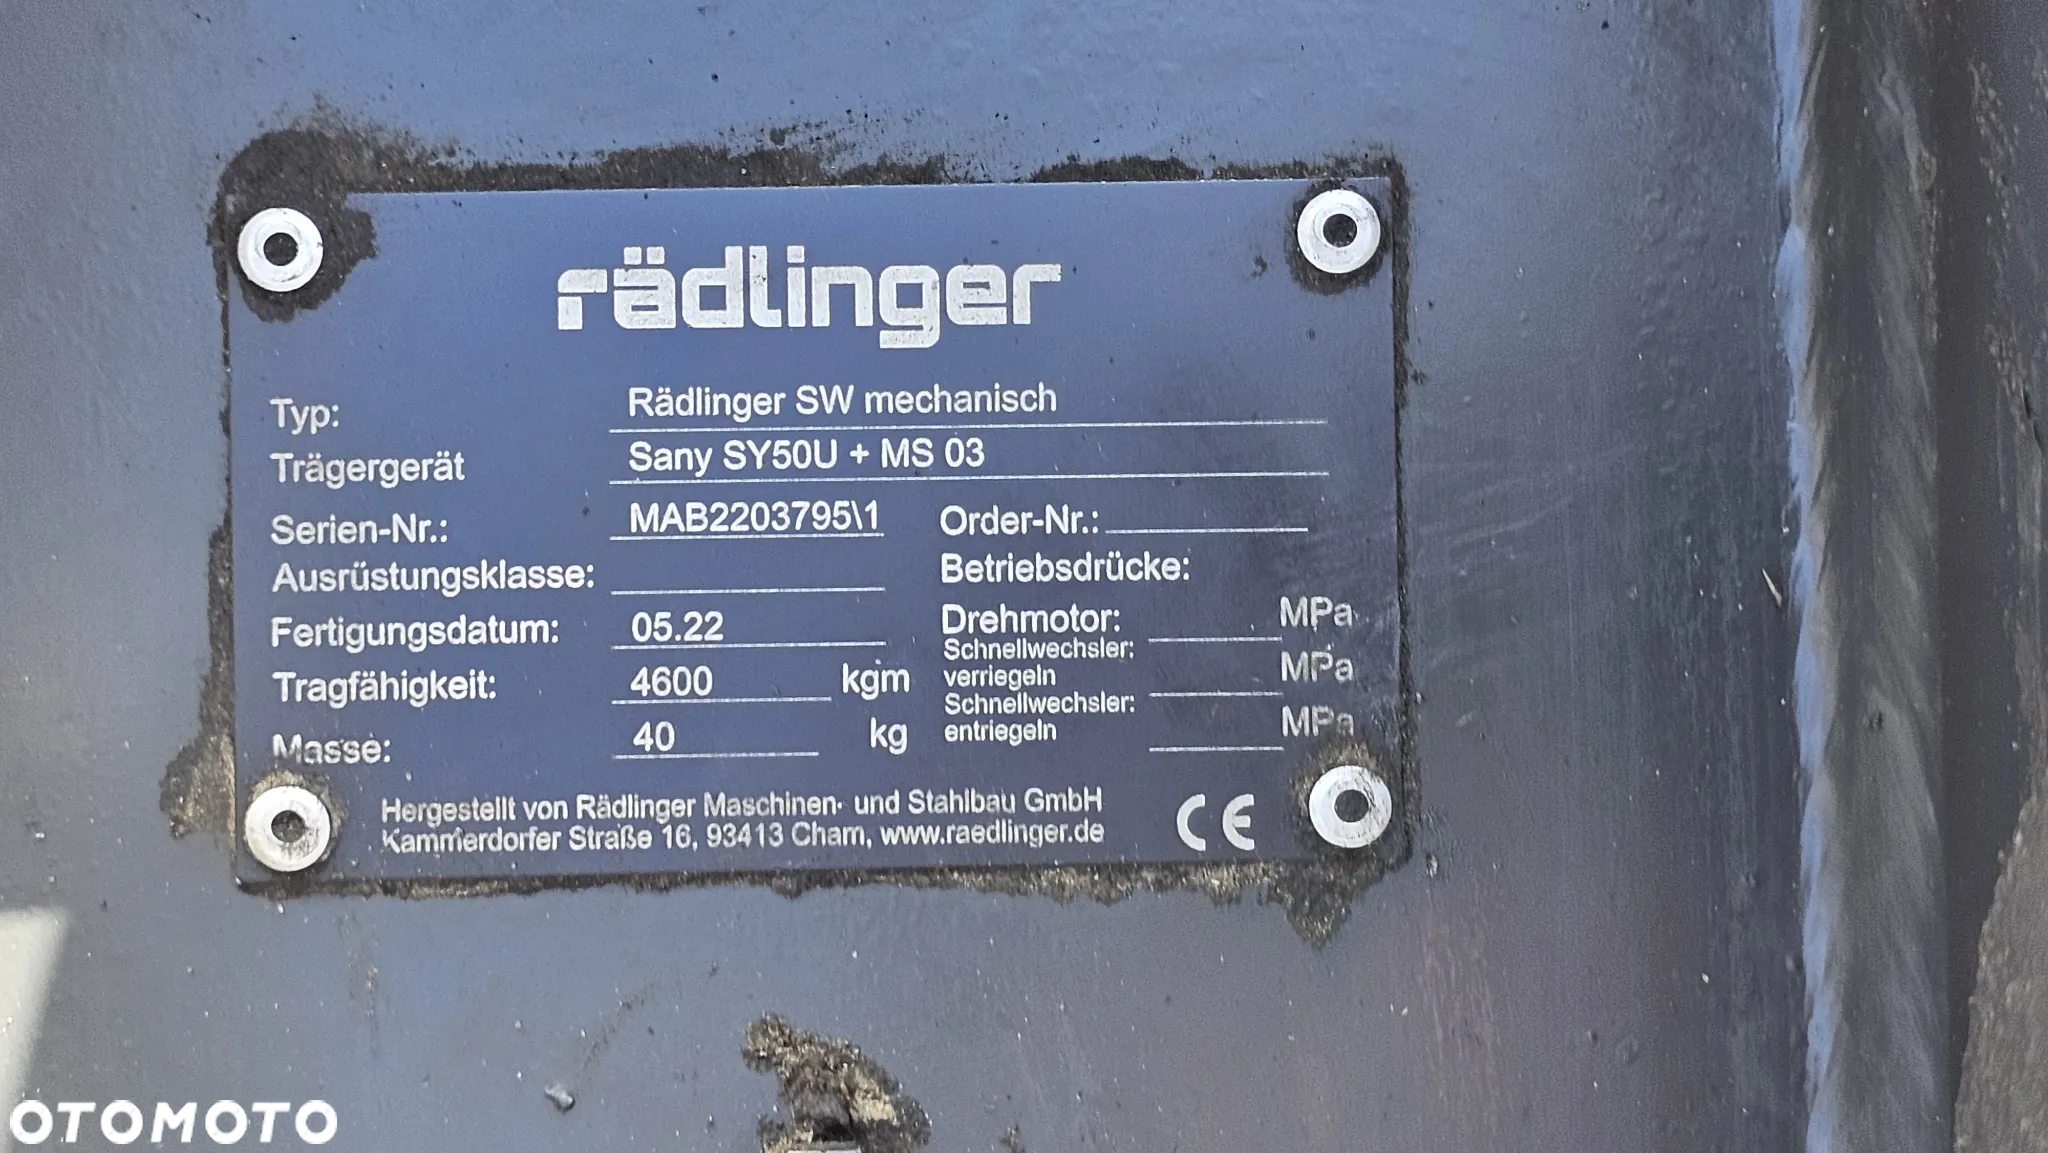 rädlinger
Typ: Rädlinger SW mechanisch
Trägergerät Sany SY50U + MS 03
Serien-Nr.: MAB2203795\1 Order-Nr.:
Ausrüstungsklasse: Betriebsdrücke:
Fertigungsdatum: 05.22 Drehmotor: MPa
Schnellwechsler:
Tragfähigkeit: 4600 kgm verriegeln MPa
Schnellwechsler:
Masse: 40 kg entriegeln MPa
Hergestellt von Rädlinger Maschinen- und Stahlbau GmbH
Kammerdorfer Straße 16, 93413 Cham, www.raedlinger.de
CE
OTOMOTO